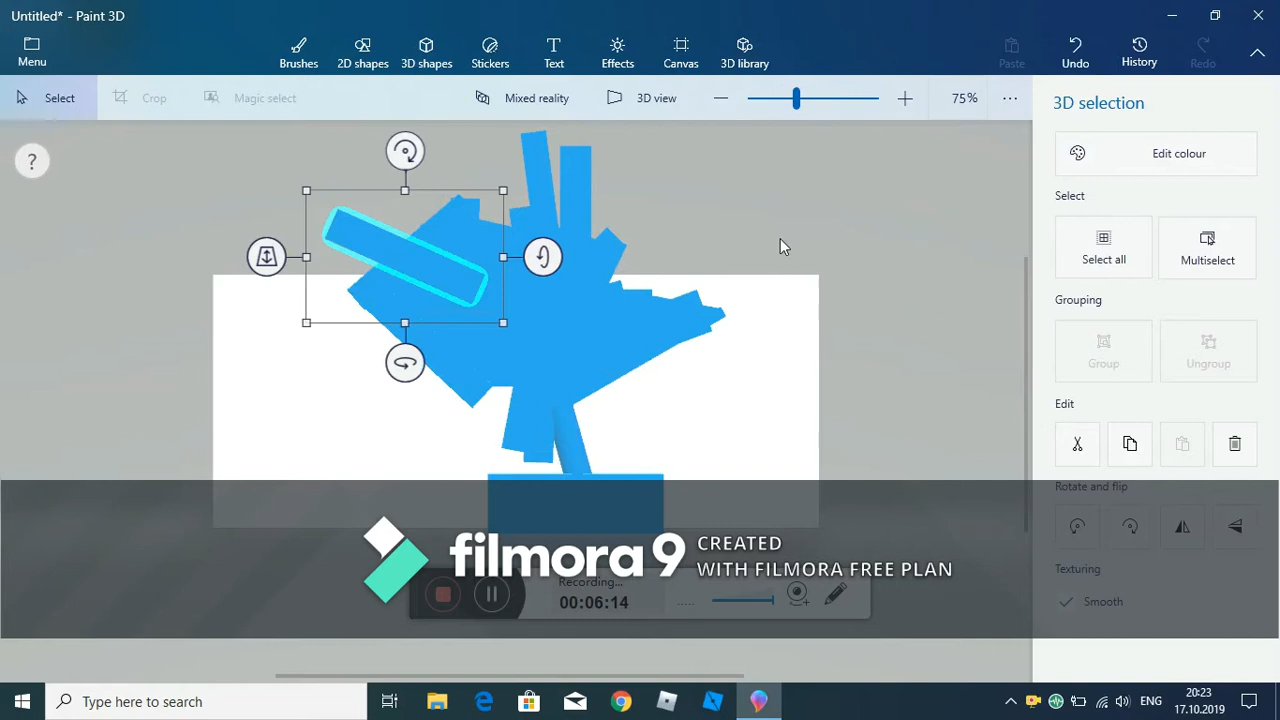 Untitled* - Paint 3D
Menu
Brushes
2D shapes
3D shapes
Stickers
Text
Effects
Canvas
3D library
Paste
Undo
History
Redo
Select
Crop
Magic select
Mixed reality
3D view
75%
?
3D selection
Edit colour
Select
Select all
Multiselect
Grouping
Group
Ungroup
Edit
Rotate and flip
Texturing
Smooth
filmora 9
CREATED
WITH FILMORA FREE PLAN
Recording...
00:06:14
Type here to search
ENG
20:23
17.10.2019